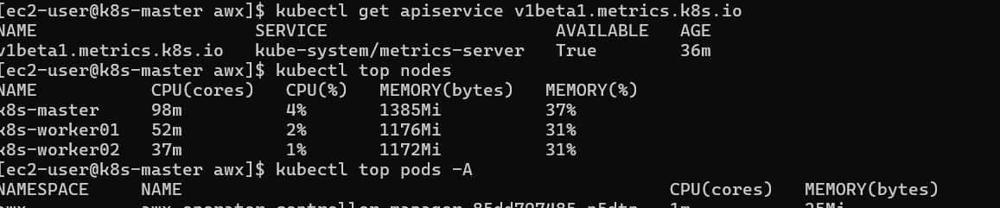 [ec2-user@k8s-master awx]$ kubectl get apiservice v1beta1.metrics.k8s.io
NAME SERVICE AVAILABLE AGE
v1beta1.metrics.k8s.io kube-system/metrics-server True 36m
[ec2-user@k8s-master awx]$ kubectl top nodes
NAME CPU(cores) CPU(%) MEMORY(bytes) MEMORY(%)
k8s-master 98m 4% 1385Mi 37%
k8s-worker01 52m 2% 1176Mi 31%
k8s-worker02 37m 1% 1172Mi 31%
[ec2-user@k8s-master awx]$ kubectl top pods -A
NAMESPACE NAME CPU(cores) MEMORY(bytes)
awx 1m 25Mi